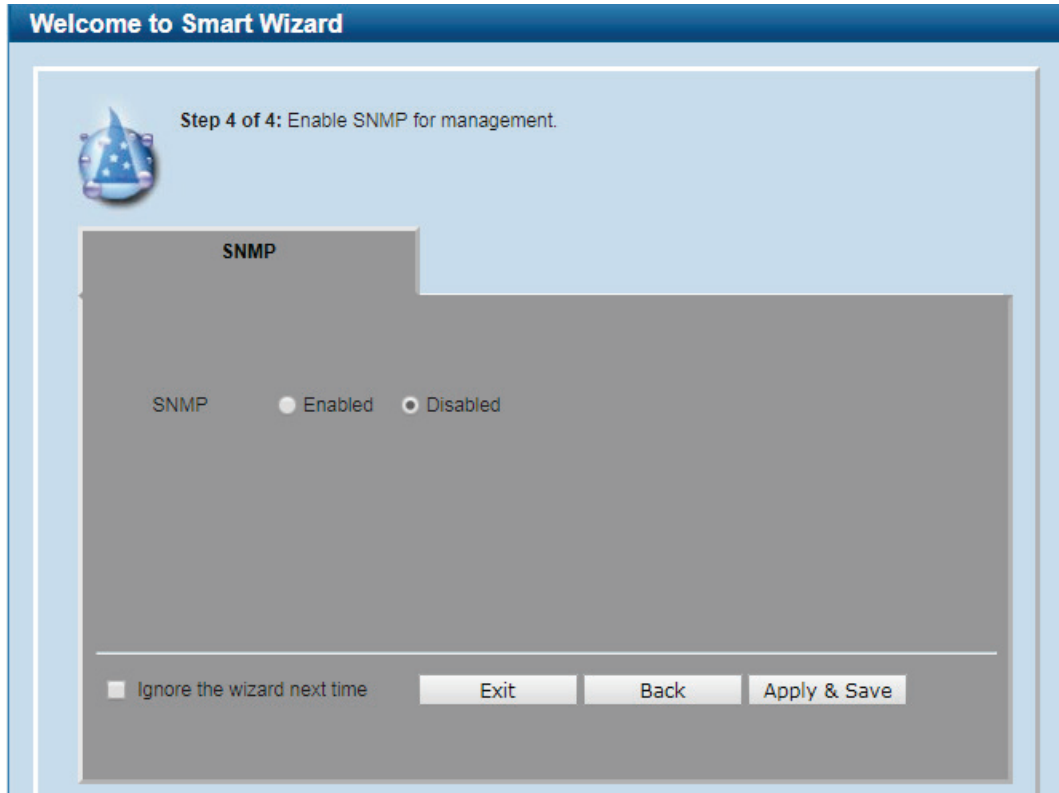 Welcome to Smart Wizard
Step 4 of 4: Enable SNMP for management.
SNMP
SNMP Enabled Disabled
Ignore the wizard next time Exit Back Apply & Save